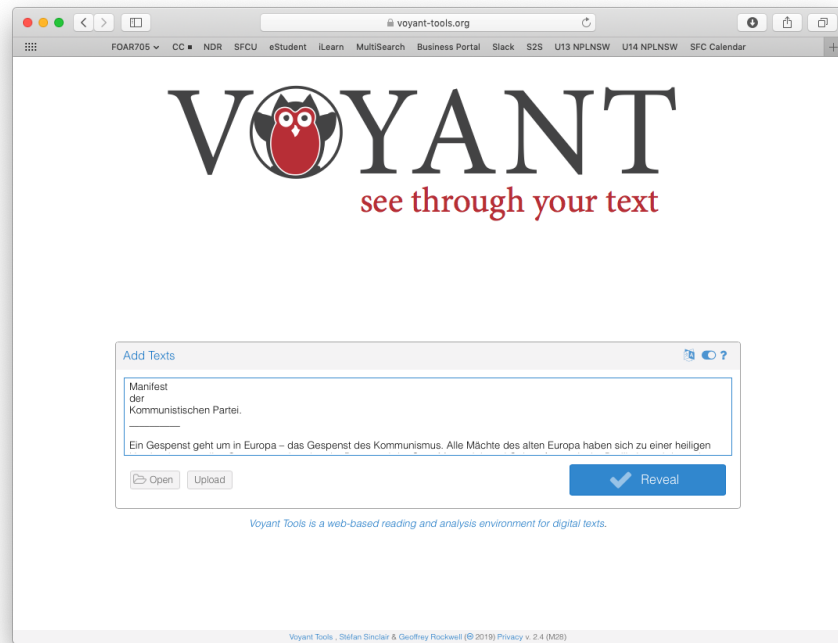 voyant-tools.org
FOAR705 CC NDR SFCU eStudent iLearn MultiSearch Business Portal Slack S2S U13 NPLNSW U14 NPLNSW SFC Calendar
VOYANT
see through your text
Add Texts ?
Manifest
der
Kommunistischen Partei.
Ein Gespenst geht um in Europa – das Gespenst des Kommunismus. Alle Mächte des alten Europa haben sich zu einer heiligen
Open Upload Reveal
Voyant Tools is a web-based reading and analysis environment for digital texts.
Voyant Tools , Stéfan Sinclair & Geoffrey Rockwell (© 2019) Privacy v. 2.4 (M28)